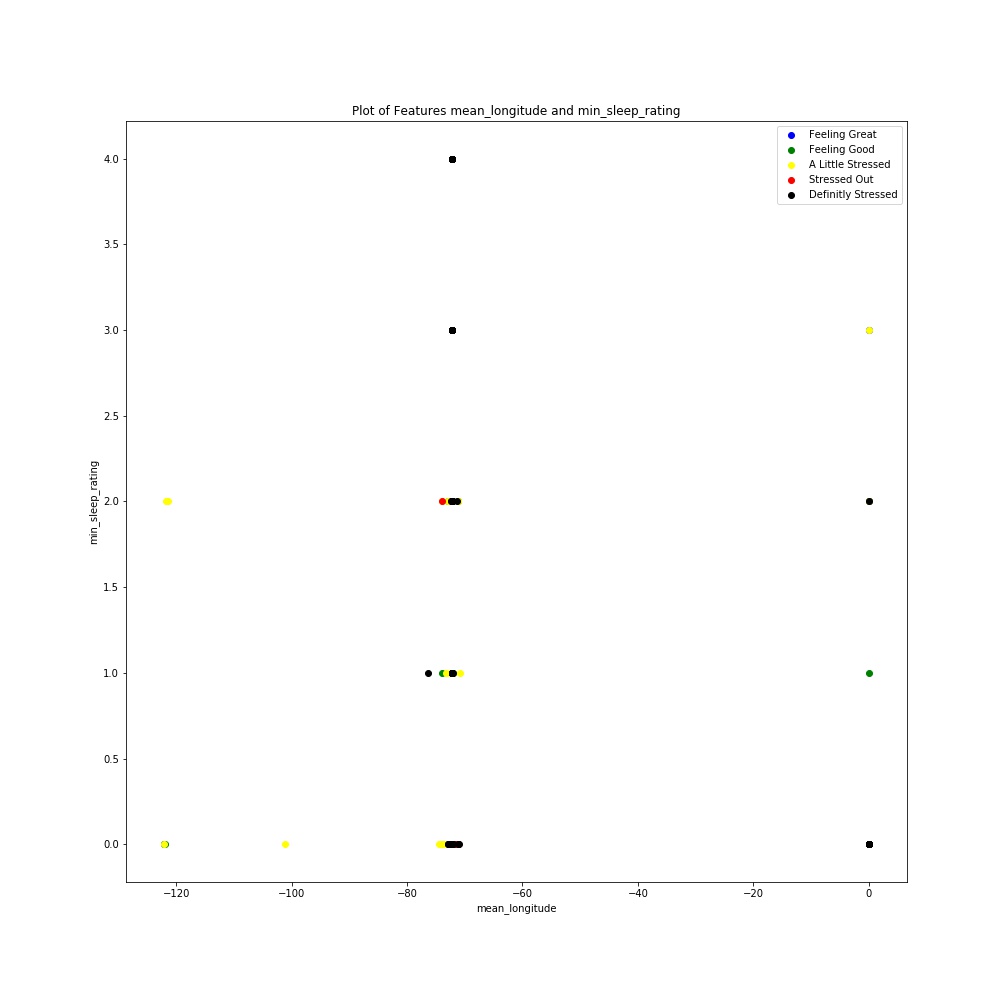 Plot of Features mean_longitude and min_sleep_rating
Feeling Great
Feeling Good
A Little Stressed
Stressed Out
Definitly Stressed
4.0
3.5
3.0
2.5
2.0
1.5
1.0
0.5
0.0
min_sleep_rating
−120
−100
−80
−60
−40
−20
0
mean_longitude